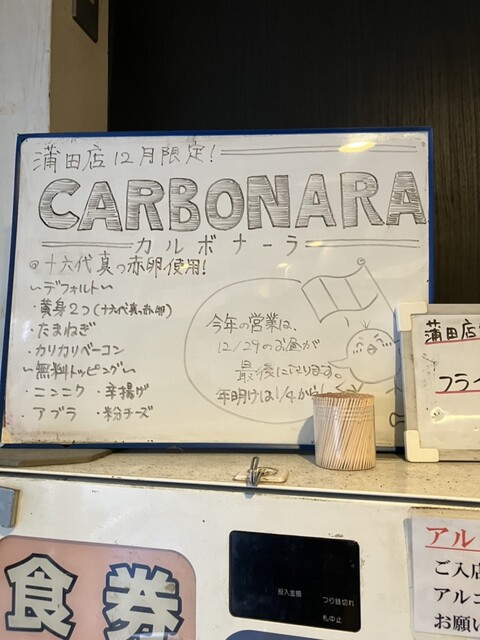 蒲田店12月限定!
CARBONARA
カルボナーラ
@十六代真っ赤卵使用!
〜デフォルト〜
・黄身2つ(十六代真っ赤卵)
・たまねぎ
・カリカリベーコン
〜無料トッピング〜
・ニンニク ・辛揚げ
・アブラ ・粉チーズ
今年の営業は、
12/29のお昼が
最後になります。
年明けは1/4から!
蒲田店
フライ
食券
投入金額
つり銭切れ
札中止
アル
ご入店
アルコ
お願い